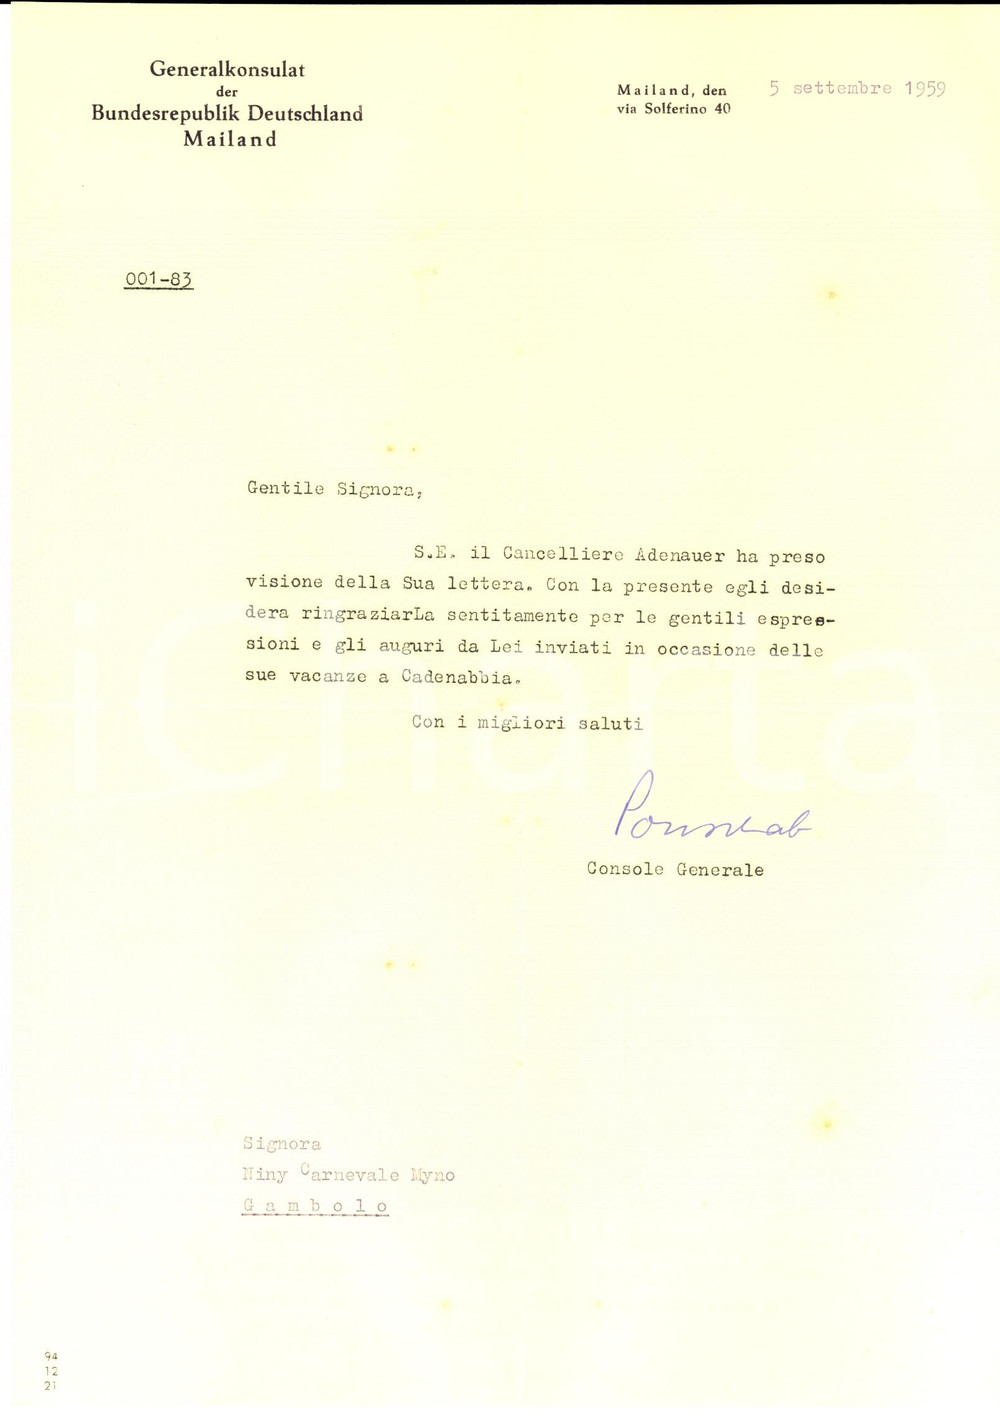 Generalkonsulat
der
Bundesrepublik Deutschland
Mailand
Mailand, den 5 settembre 1959
via Solferino 40
001-83
Gentile Signora,
S.E. il Cancelliere Adenauer ha preso
visione della Sua lettera. Con la presente egli desi-
dera ringraziarLa sentitamente per le gentili espres-
sioni e gli auguri da Lei inviati in occasione delle
sue vacanze a Cadenabbia.
Con i migliori saluti
Console Generale
Signora
Niny Carnevale Myno
Gambolo
94
12
21